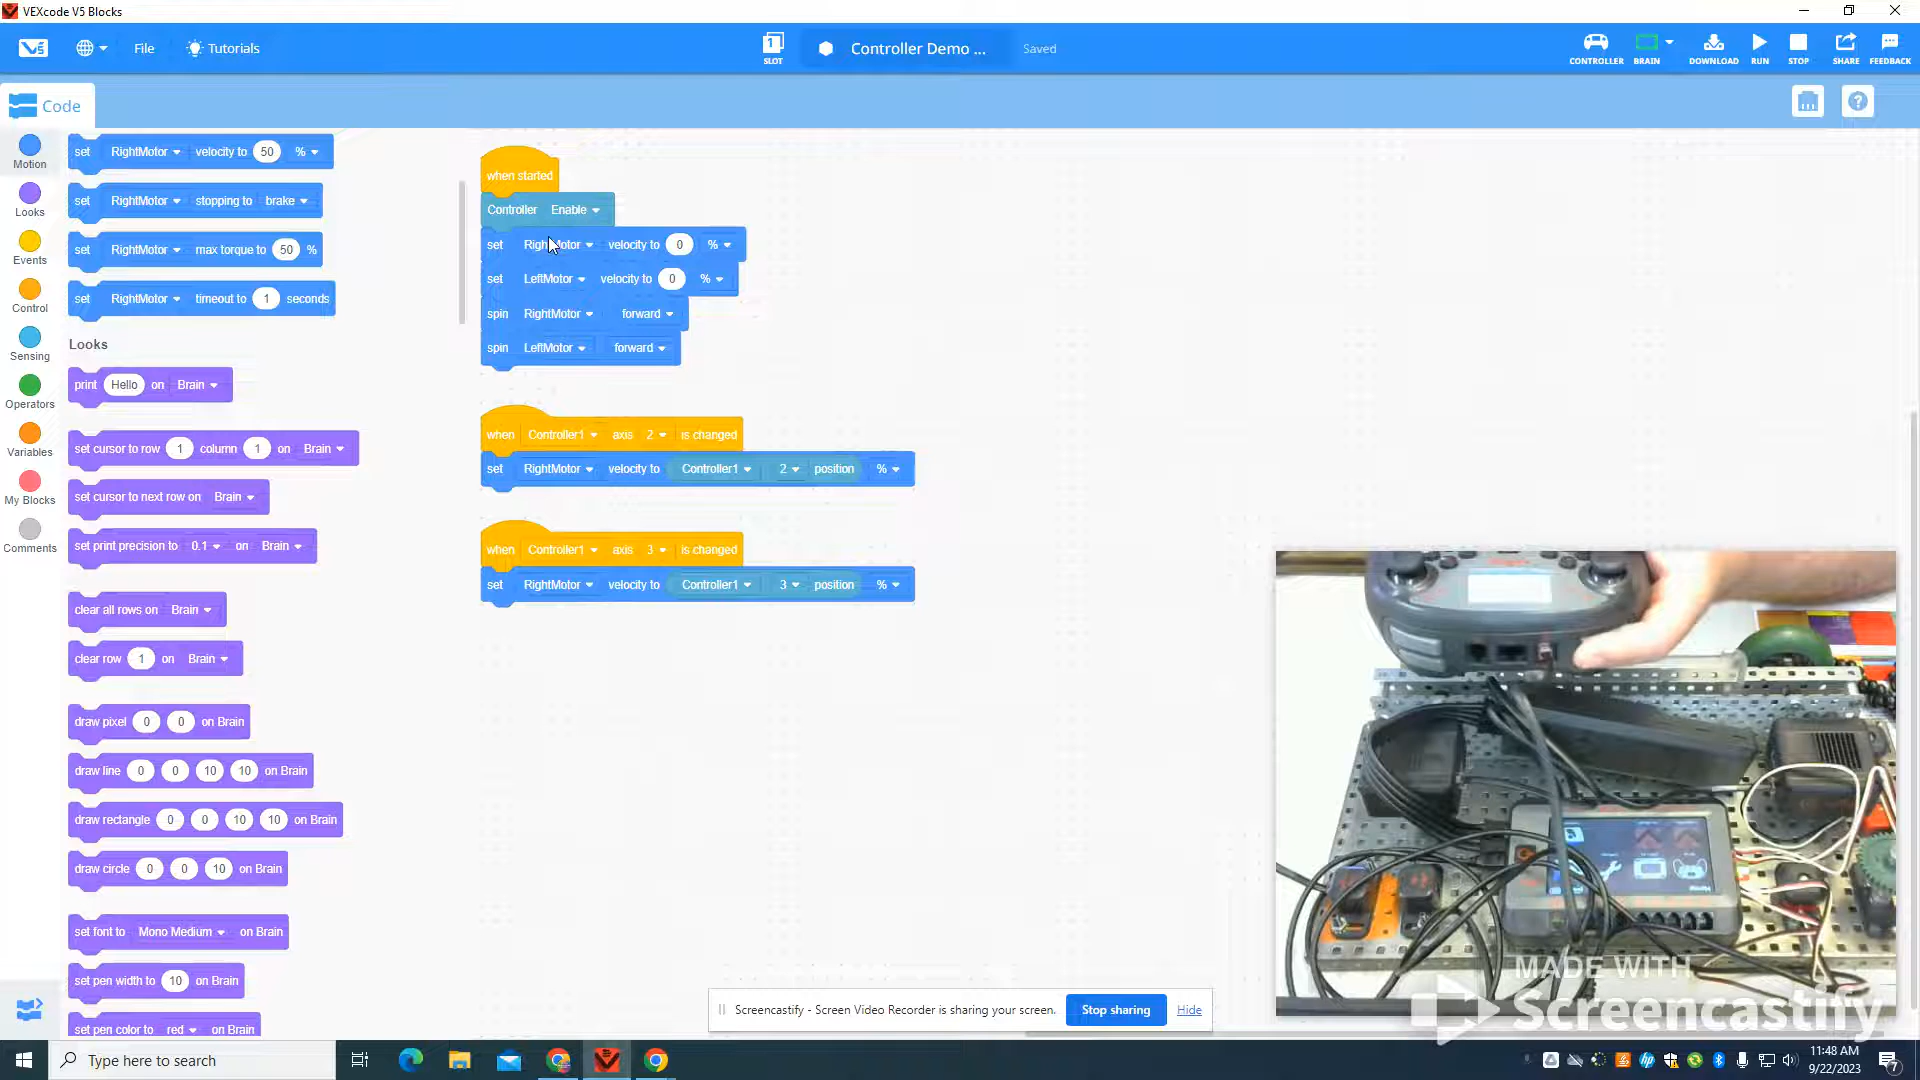 VEXcode V5 Blocks
File
Tutorials
1
SLOT
Controller Demo ...
Saved
CONTROLLER
BRAIN
DOWNLOAD
RUN
STOP
SHARE
FEEDBACK
Code
Motion
Looks
Events
Control
Sensing
Operators
Variables
My Blocks
Comments
set RightMotor velocity to 50 %
set RightMotor stopping to brake
set RightMotor max torque to 50 %
set RightMotor timeout to 1 seconds
Looks
print Hello on Brain
set cursor to row 1 column 1 on Brain
set cursor to next row on Brain
set print precision to 0.1 on Brain
clear all rows on Brain
clear row 1 on Brain
draw pixel 0 0 on Brain
draw line 0 0 10 10 on Brain
draw rectangle 0 0 10 10 on Brain
draw circle 0 0 10 on Brain
set font to Mono Medium on Brain
set pen width to 10 on Brain
set pen color to red on Brain
when started
Controller Enable
set RightMotor velocity to 0 %
set LeftMotor velocity to 0 %
spin RightMotor forward
spin LeftMotor forward
when Controller1 axis 2 is changed
set RightMotor velocity to Controller1 2 position %
when Controller1 axis 3 is changed
set RightMotor velocity to Controller1 3 position %
MADE WITH
Screencastify
Screencastify - Screen Video Recorder is sharing your screen.
Stop sharing
Hide
Type here to search
11:48 AM
9/22/2023
7